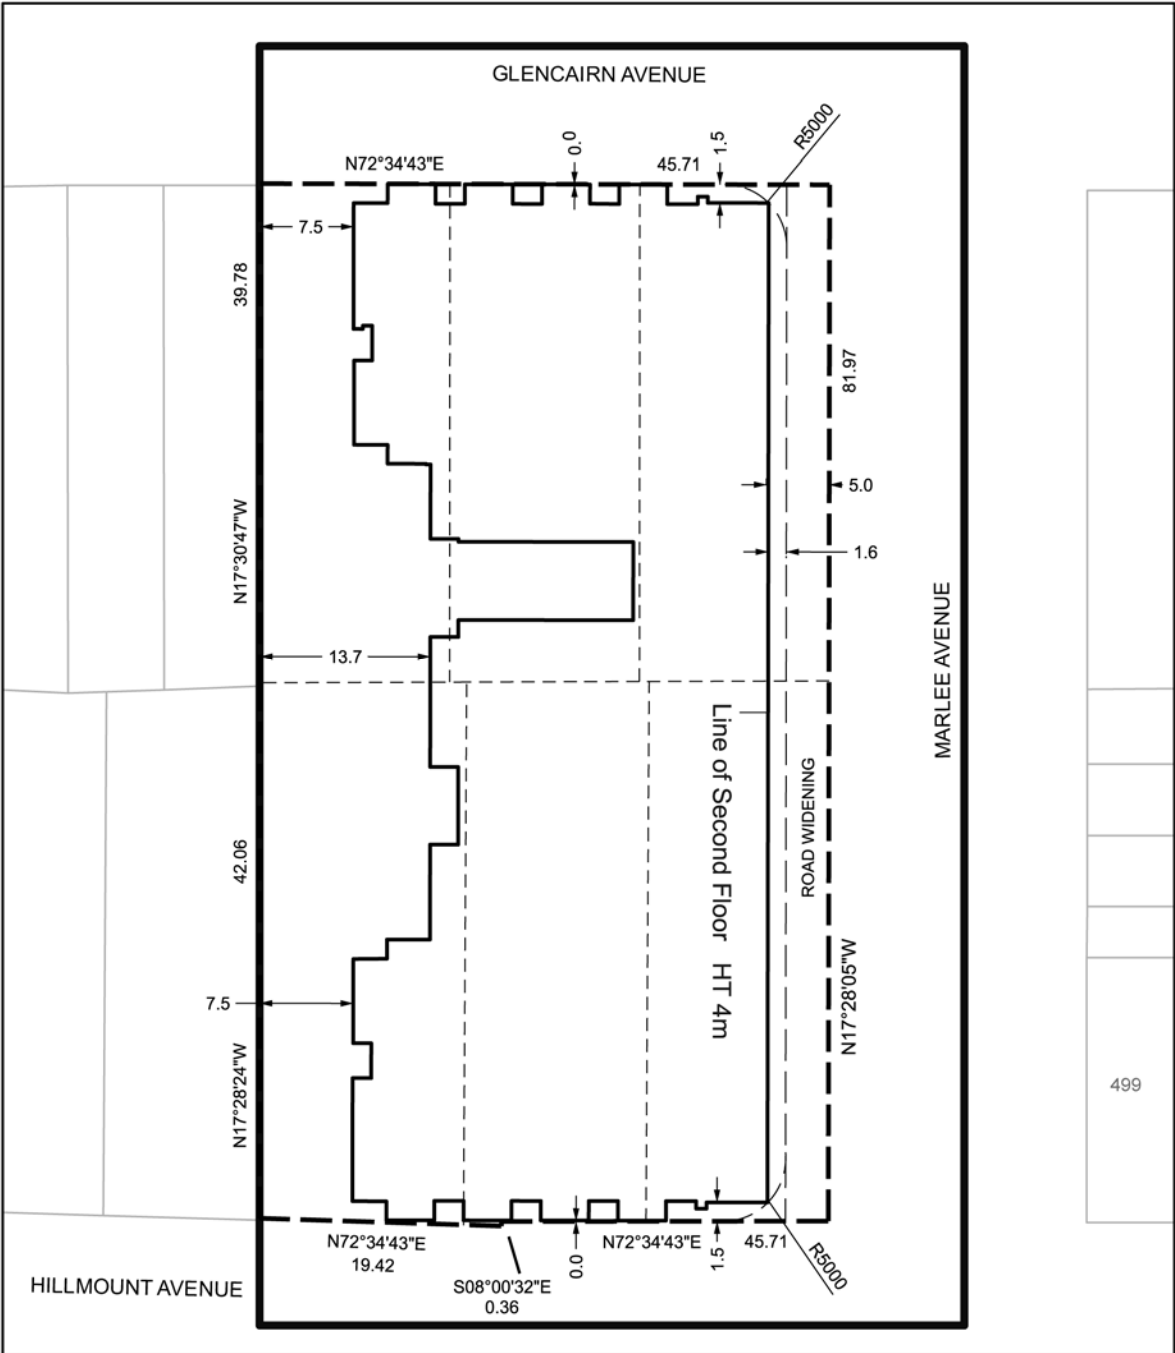 GLENCAIRN AVENUE
R5000
0.0
1.5
N72°34'43"E
45.71
7.5
39.78
81.97
5.0
N17°30'47"W
1.6
MARLEE AVENUE
13.7
Line of Second Floor HT 4m
ROAD WIDENING
42.06
N17°28'05"W
7.5
N17°28'24"W
499
N72°34'43"E
19.42
0.0
N72°34'43"E
1.5
45.71
R5000
HILLMOUNT AVENUE
S08°00'32"E
0.36